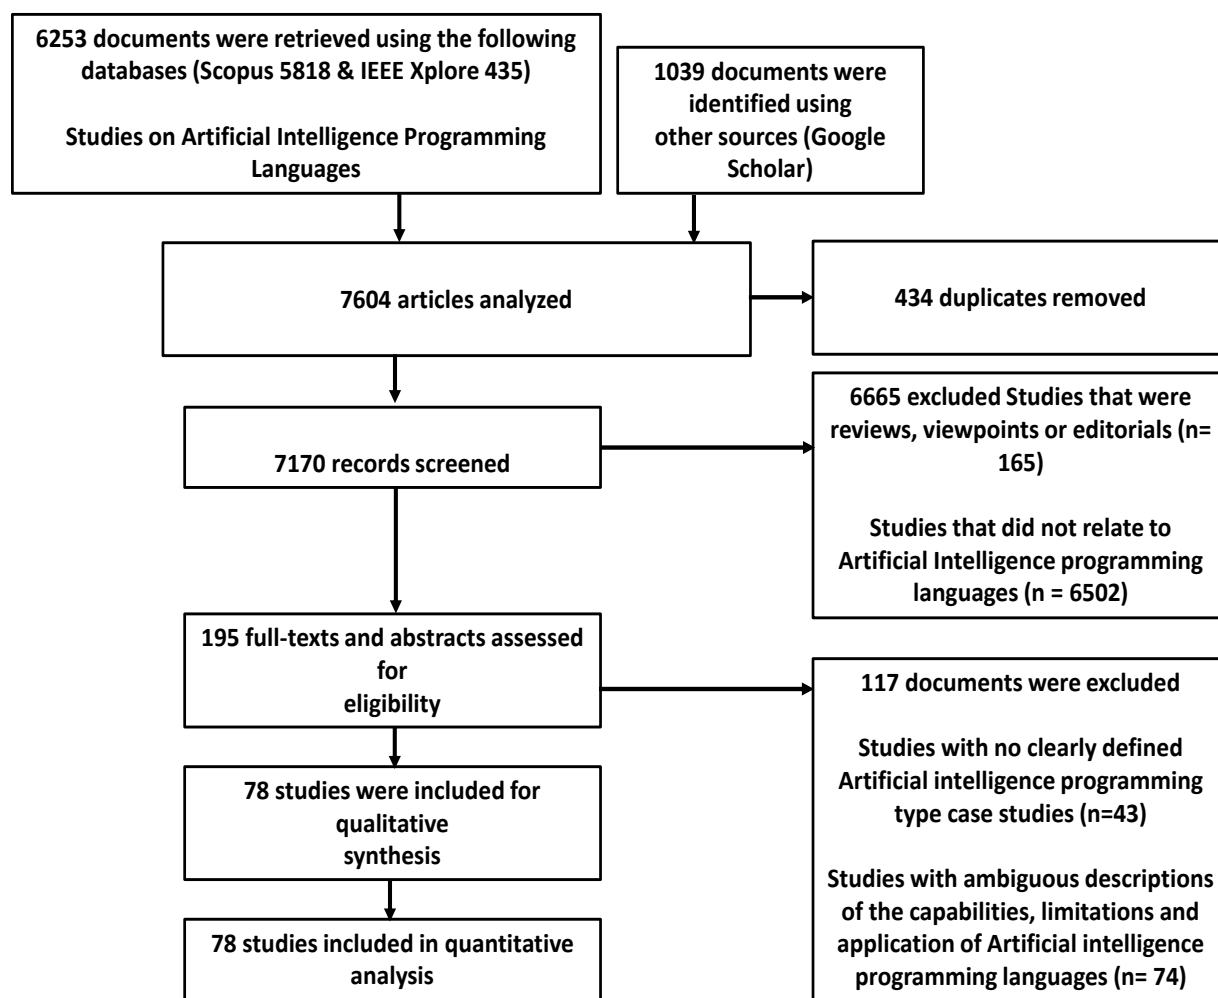 6253 documents were retrieved using the following
databases (Scopus 5818 & IEEE Xplore 435)
Studies on Artificial Intelligence Programming
Languages
1039 documents were
identified using
other sources (Google
Scholar)
7604 articles analyzed
434 duplicates removed
7170 records screened
6665 excluded Studies that were
reviews, viewpoints or editorials (n=
165)
Studies that did not relate to
Artificial Intelligence programming
languages (n = 6502)
195 full-texts and abstracts assessed
for
eligibility
117 documents were excluded
Studies with no clearly defined
Artificial intelligence programming
type case studies (n=43)
Studies with ambiguous descriptions
of the capabilities, limitations and
application of Artificial intelligence
programming languages (n= 74)
78 studies were included for
qualitative
synthesis
78 studies included in quantitative
analysis